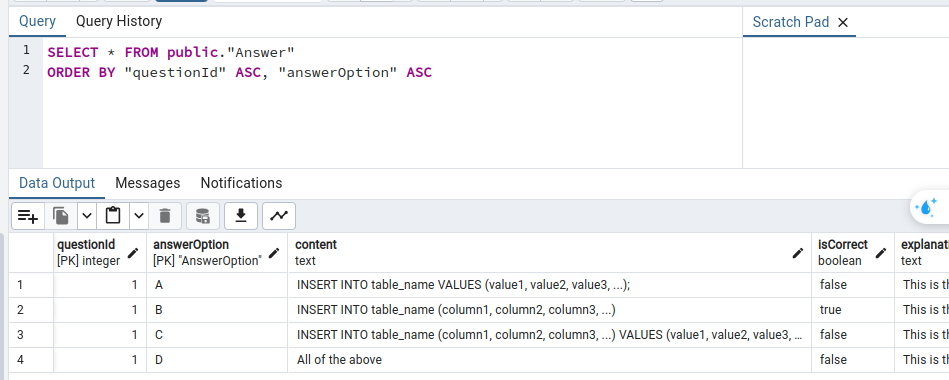 Query Query History Scratch Pad
1 SELECT * FROM public."Answer"
2 ORDER BY "questionId" ASC, "answerOption" ASC
Data Output Messages Notifications
questionId answerOption content isCorrect explanati
[PK] integer [PK] "AnswerOption" text boolean text
1 1 A INSERT INTO table_name VALUES (value1, value2, value3, ...); false This is th
2 1 B INSERT INTO table_name (column1, column2, column3, ...) true This is th
3 1 C INSERT INTO table_name (column1, column2, column3, ...) VALUES (value1, value2, value3, ... false This is th
4 1 D All of the above false This is th